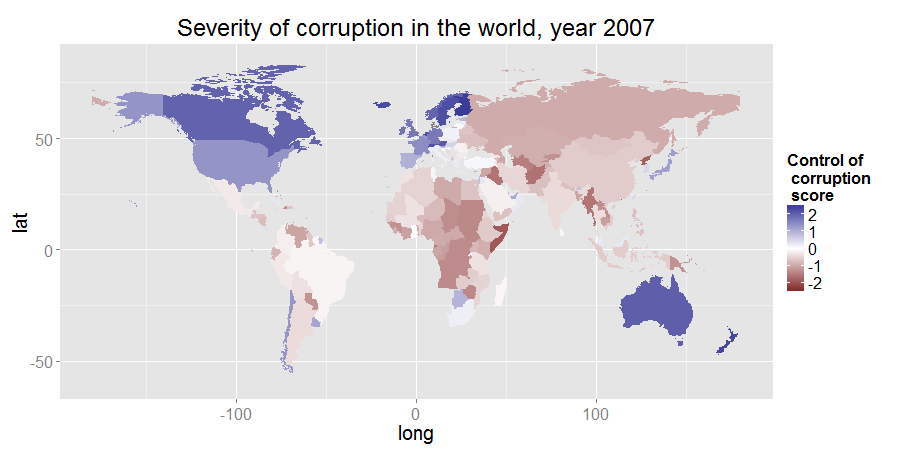 Severity of corruption in the world, year 2007
lat
50
0
-50
-100
0
100
long
Control of
corruption
score
2
1
0
-1
-2